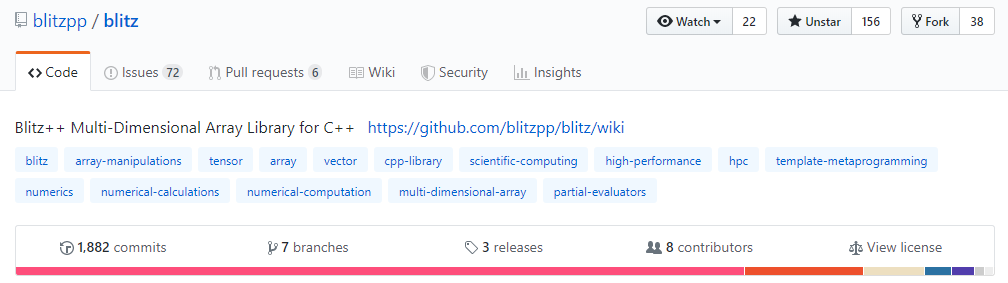 blitzpp / blitz Watch 22 Unstar 156 Fork 38
Code Issues 72 Pull requests 6 Wiki Security Insights
Blitz++ Multi-Dimensional Array Library for C++ https://github.com/blitzpp/blitz/wiki
blitz array-manipulations tensor array vector cpp-library scientific-computing high-performance hpc template-metaprogramming
numerics numerical-calculations numerical-computation multi-dimensional-array partial-evaluators
1,882 commits 7 branches 3 releases 8 contributors View license